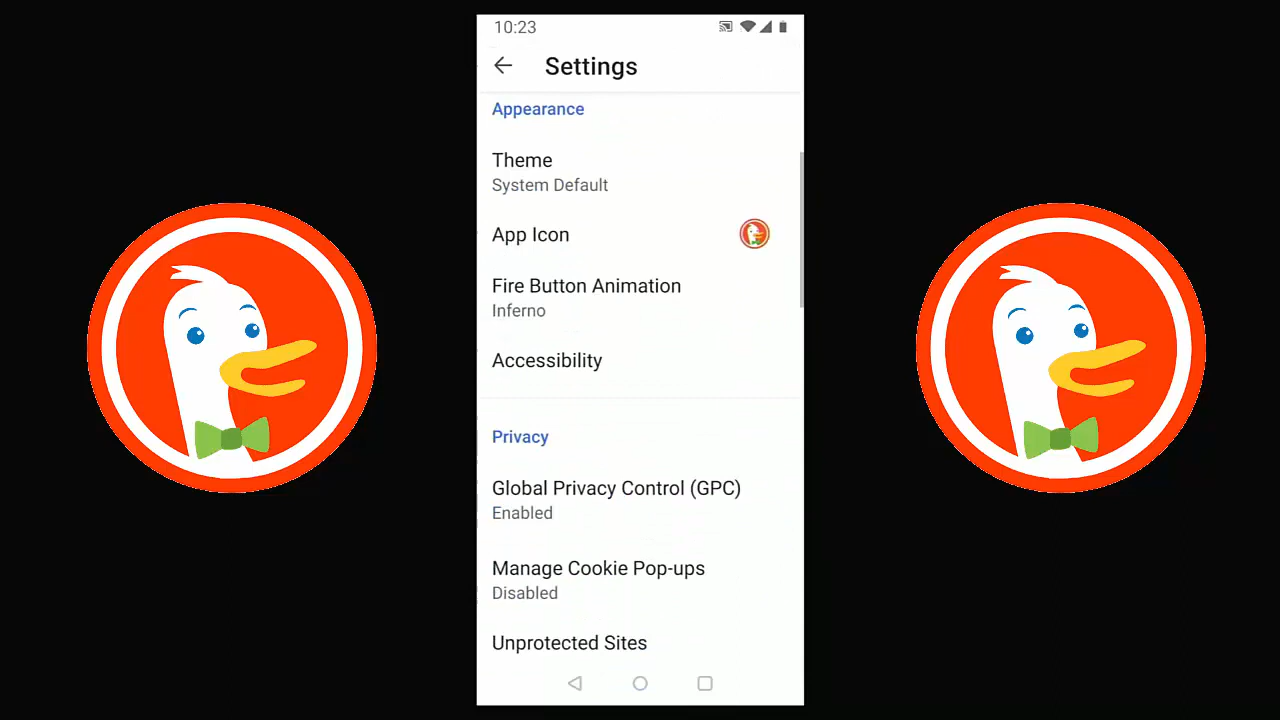 10:23
Settings
Appearance
Theme
System Default
App Icon
Fire Button Animation
Inferno
Accessibility
Privacy
Global Privacy Control (GPC)
Enabled
Manage Cookie Pop-ups
Disabled
Unprotected Sites